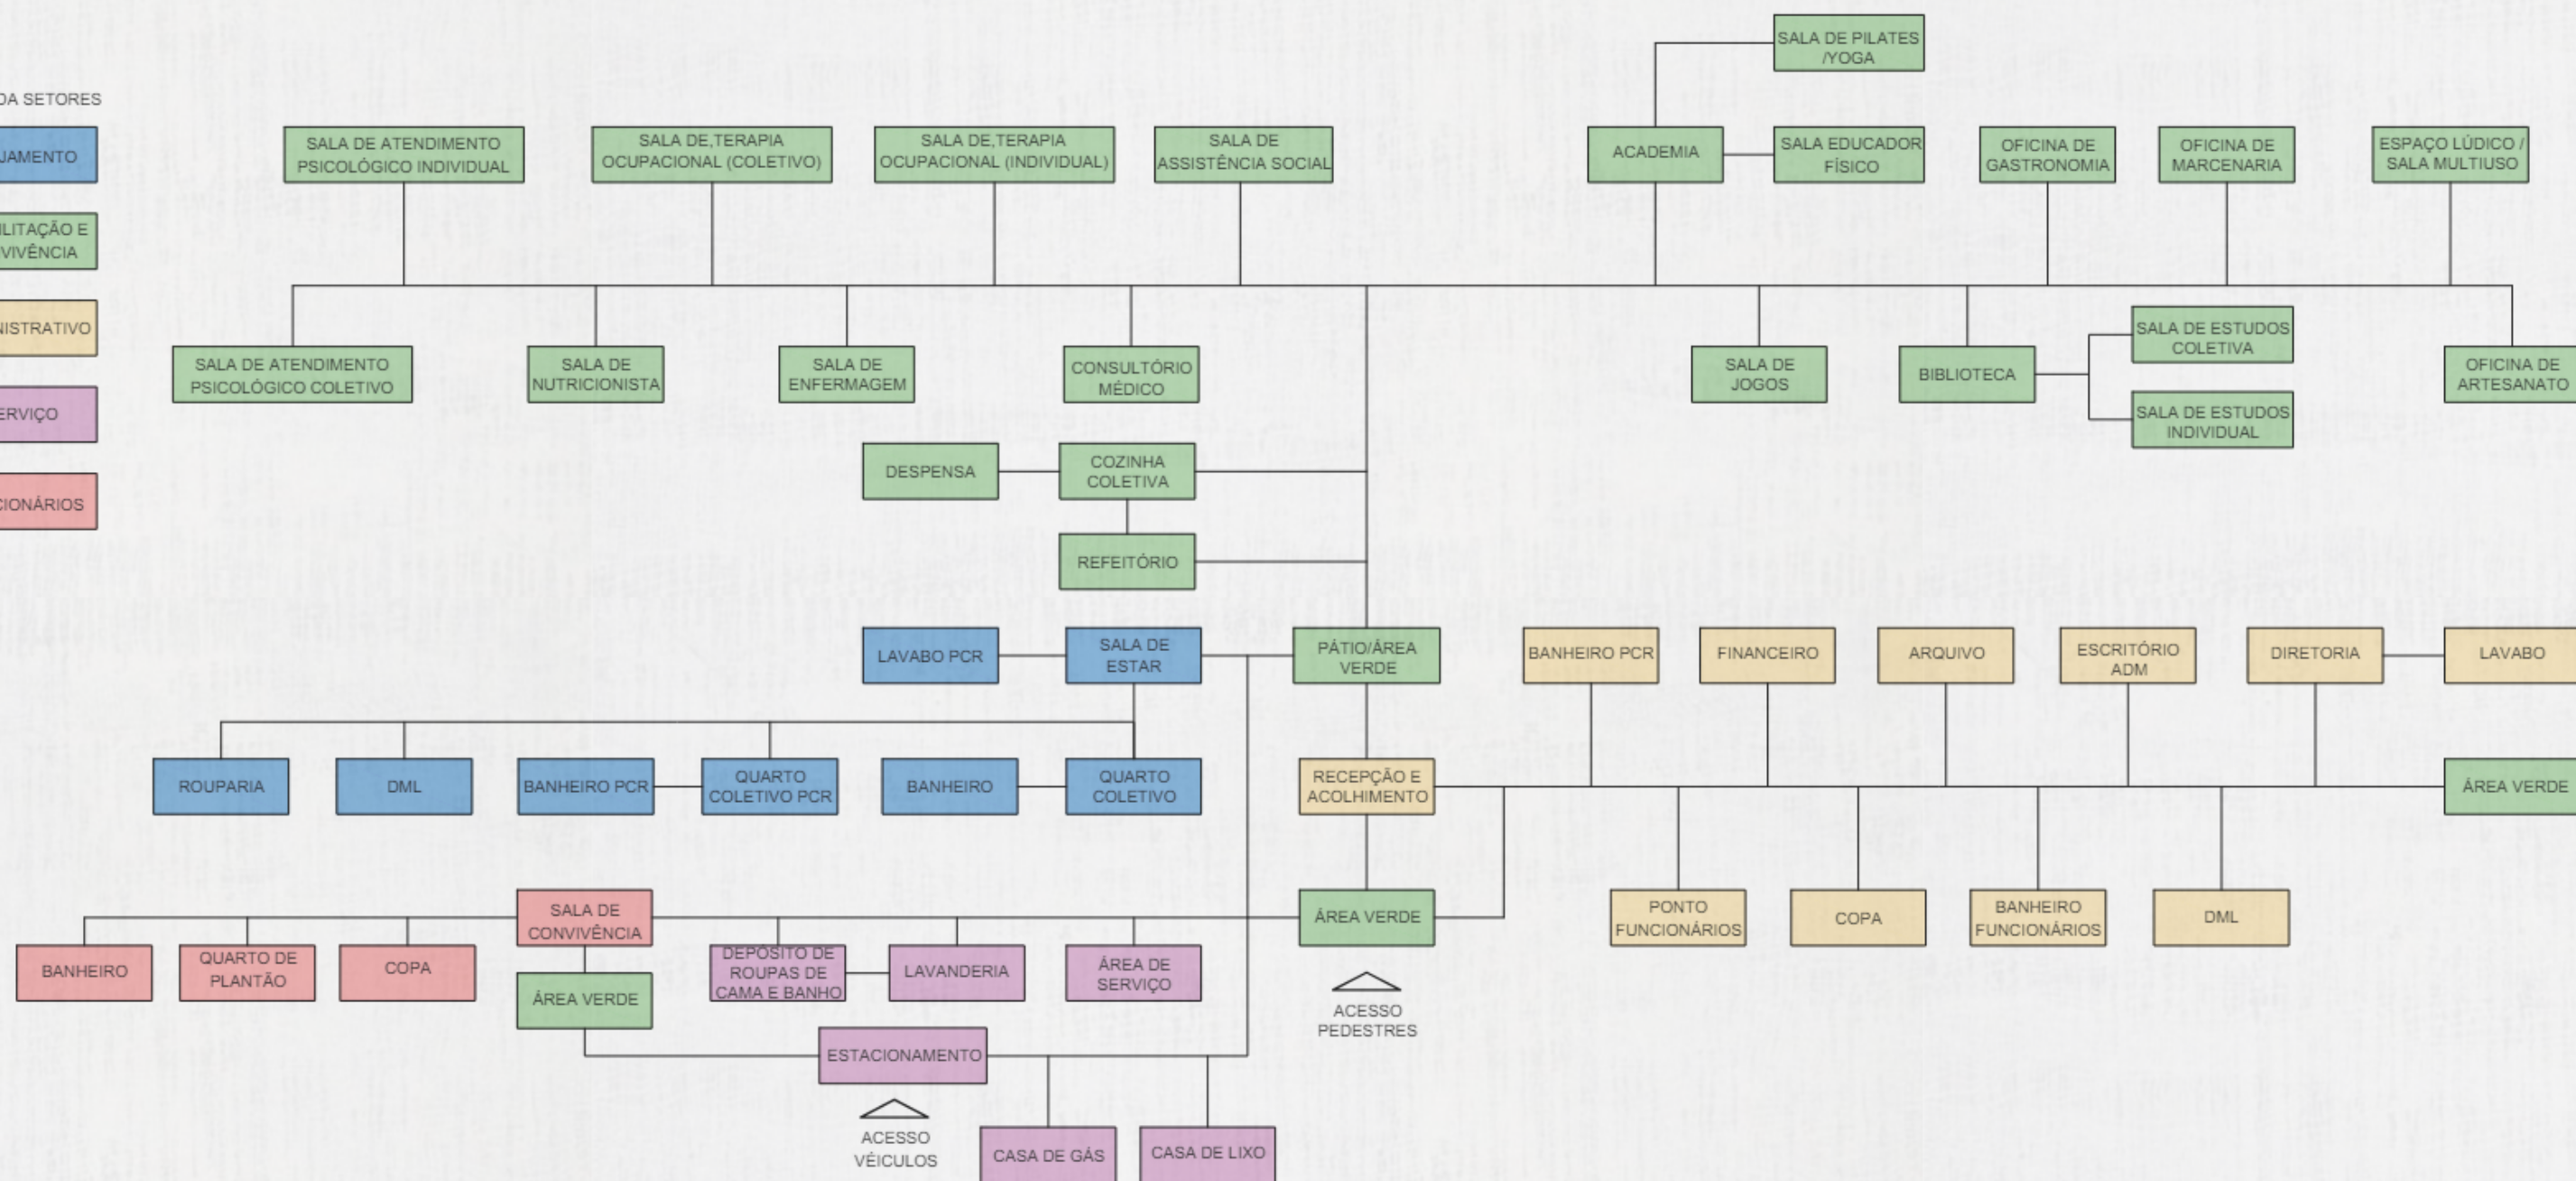 SALA DE PILATES
/YOGA
DA SETORES
SALA DE ATENDIMENTO
PSICOLÓGICO INDIVIDUAL
SALA DE,TERAPIA
OCUPACIONAL (COLETIVO)
SALA DE,TERAPIA
OCUPACIONAL (INDIVIDUAL)
SALA DE
ASSISTÊNCIA SOCIAL
ACADEMIA
SALA EDUCADOR
FÍSICO
OFICINA DE
GASTRONOMIA
OFICINA DE
MARCENARIA
ESPAÇO LÚDICO /
SALA MULTIUSO
JAMENTO
ILITAÇÃO E
VIVÊNCIA
NISTRATIVO
ERVIÇO
CIONÁRIOS
SALA DE ATENDIMENTO
PSICOLÓGICO COLETIVO
SALA DE
NUTRICIONISTA
SALA DE
ENFERMAGEM
CONSULTÓRIO
MÉDICO
SALA DE
JOGOS
BIBLIOTECA
SALA DE ESTUDOS
COLETIVA
SALA DE ESTUDOS
INDIVIDUAL
OFICINA DE
ARTESANATO
DESPENSA
COZINHA
COLETIVA
REFEITÓRIO
LAVABO PCR
SALA DE
ESTAR
PÁTIO/ÁREA
VERDE
BANHEIRO PCR
FINANCEIRO
ARQUIVO
ESCRITÓRIO
ADM
DIRETORIA
LAVABO
ROUPARIA
DML
BANHEIRO PCR
QUARTO
COLETIVO PCR
BANHEIRO
QUARTO
COLETIVO
RECEPÇÃO E
ACOLHIMENTO
ÁREA VERDE
SALA DE
CONVIVÊNCIA
ÁREA VERDE
PONTO
FUNCIONÁRIOS
COPA
BANHEIRO
FUNCIONÁRIOS
DML
BANHEIRO
QUARTO DE
PLANTÃO
COPA
ÁREA VERDE
DEPÓSITO DE
ROUPAS DE
CAMA E BANHO
LAVANDERIA
ÁREA DE
SERVIÇO
ACESSO
PEDESTRES
ESTACIONAMENTO
ACESSO
VÉICULOS
CASA DE GÁS
CASA DE LIXO